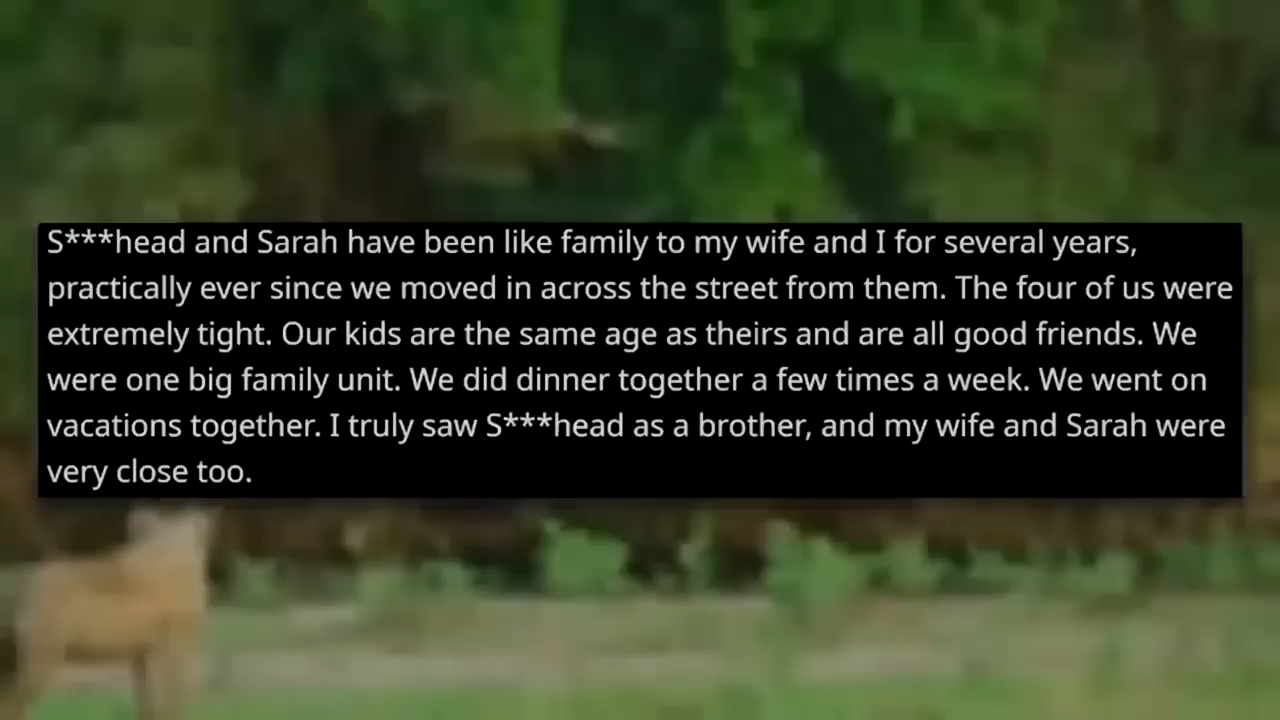 S***head and Sarah have been like family to my wife and I for several years,
practically ever since we moved in across the street from them. The four of us were
extremely tight. Our kids are the same age as theirs and are all good friends. We
were one big family unit. We did dinner together a few times a week. We went on
vacations together. I truly saw S***head as a brother, and my wife and Sarah were
very close too.